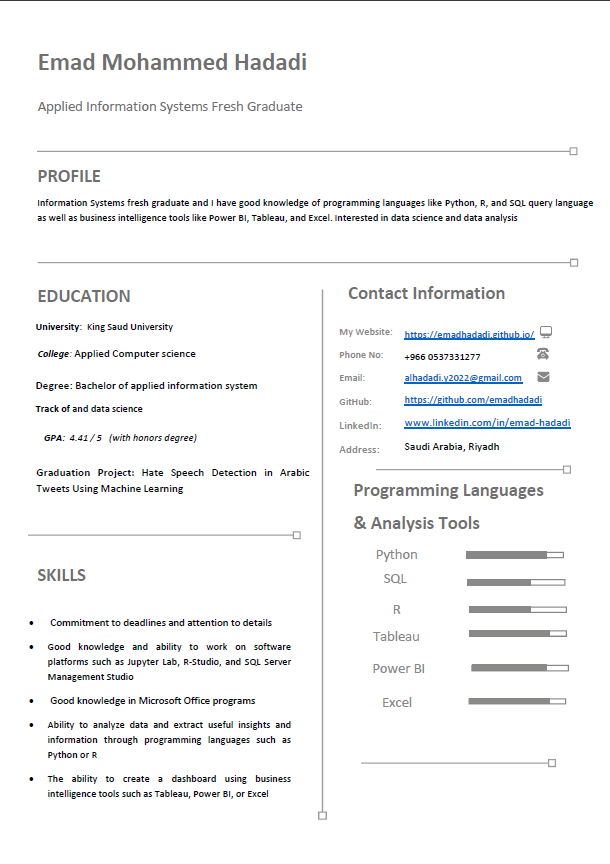 Emad Mohammed Hadadi
Applied Information Systems Fresh Graduate
PROFILE
Information Systems fresh graduate and I have good knowledge of programming languages like Python, R, and SQL query language
as well as business intelligence tools like Power BI, Tableau, and Excel. Interested in data science and data analysis
EDUCATION
University: King Saud University
College: Applied Computer science
Degree: Bachelor of applied information system
Track of and data science
GPA: 4.41 / 5 (with honors degree)
Graduation Project: Hate Speech Detection in Arabic
Tweets Using Machine Learning
SKILLS
• Commitment to deadlines and attention to details
• Good knowledge and ability to work on software
platforms such as Jupyter Lab, R-Studio, and SQL Server
Management Studio
• Good knowledge in Microsoft Office programs
• Ability to analyze data and extract useful insights and
information through programming languages such as
Python or R
• The ability to create a dashboard using business
intelligence tools such as Tableau, Power BI, or Excel
Contact Information
My Website: https://emadhadadi.github.io/
Phone No: +966 0537331277
Email: alhadadi.y2022@gmail.com
GitHub: https://github.com/emadhadadi
LinkedIn: www.linkedin.com/in/emad-hadadi
Address: Saudi Arabia, Riyadh
Programming Languages
& Analysis Tools
Python
SQL
R
Tableau
Power BI
Excel